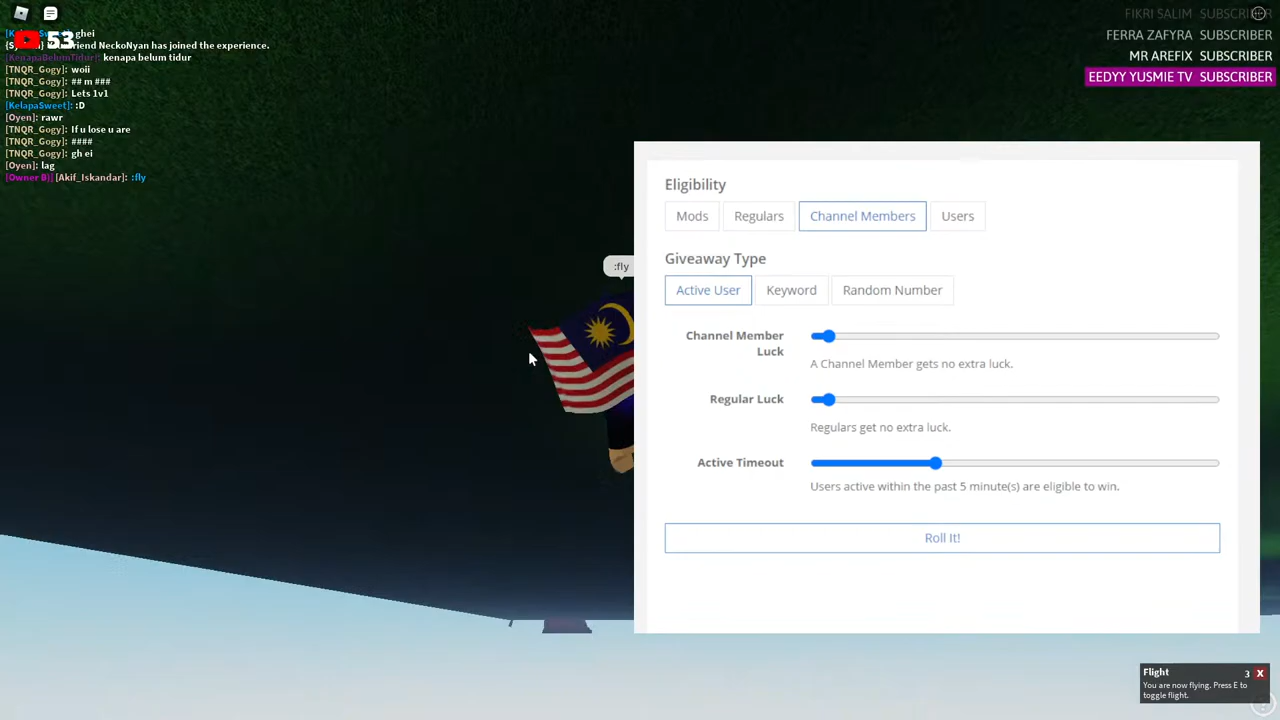 ghei
53
friend NeckoNyan has joined the experience.
[KenapaBelumTidur]: kenapa belum tidur
[TNQR_Gogy]: woii
[TNQR_Gogy]: ## m ###
[TNQR_Gogy]: Lets 1v1
[KelapaSweet]: :D
[Oyen]: rawr
[TNQR_Gogy]: If u lose u are
[TNQR_Gogy]: ####
[TNQR_Gogy]: gh ei
[Oyen]: lag
[Owner B)] [Akif_Iskandar]: :fly
FIKRI SALIM SUBSCRIBER
FERRA ZAFYRA SUBSCRIBER
MR AREFIX SUBSCRIBER
EEDYY YUSMIE TV SUBSCRIBER
:fly
Eligibility
Mods Regulars Channel Members Users
Giveaway Type
Active User Keyword Random Number
Channel Member
Luck
A Channel Member gets no extra luck.
Regular Luck
Regulars get no extra luck.
Active Timeout
Users active within the past 5 minute(s) are eligible to win.
Roll It!
Flight 3 X
You are now flying. Press E to
toggle flight.